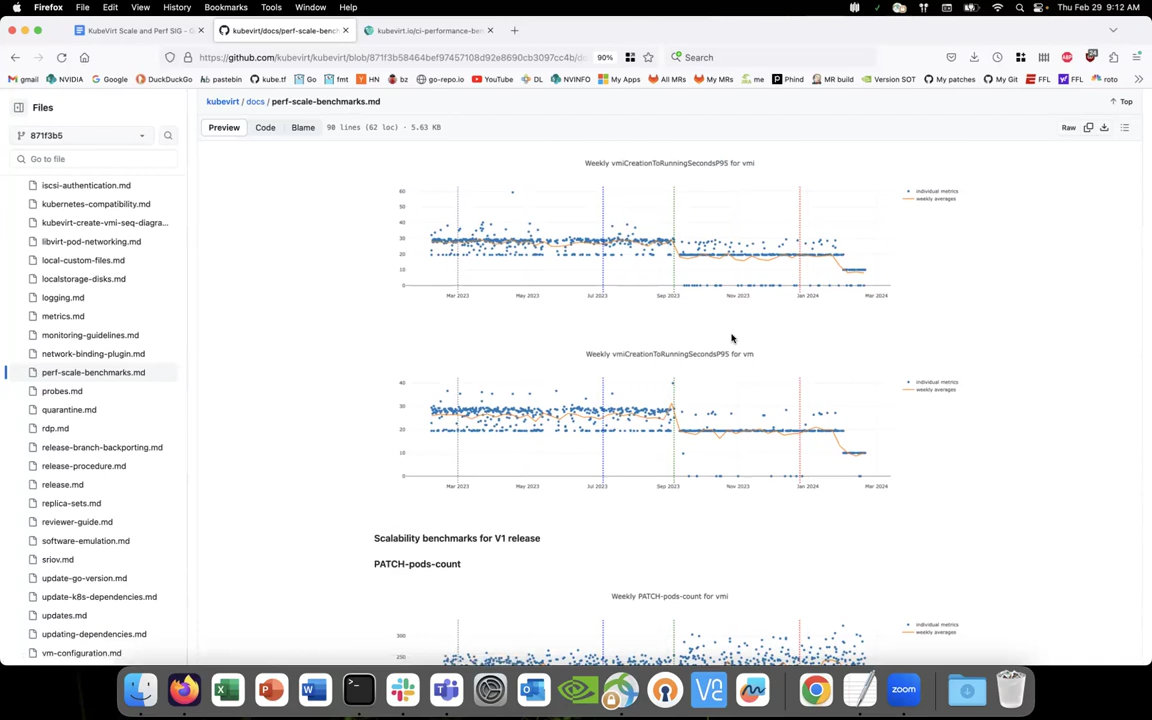 Firefox File Edit View History Bookmarks Tools Window Help Thu Feb 29 9:12 AM
KubeVirt Scale and Perf SIG - G
kubevirt/docs/perf-scale-bench
kubevirt.io/ci-performance-ben
https://github.com/kubevirt/kubevirt/blob/871f3b58464bef97457108d92e8690cb3097cc4b/dc
90%
Search
gmail NVIDIA Google DuckDuckGo pastebin kube.tf Go fmt HN bz go-repo.io YouTube DL NVINFO My Apps All MRs My MRs me Phind MR build Version SOT My patches My Git FFL FFL roto
Files
871f3b5
Go to file
iscsi-authentication.md
kubernetes-compatibility.md
kubevirt-create-vmi-seq-diagra...
libvirt-pod-networking.md
local-custom-files.md
localstorage-disks.md
logging.md
metrics.md
monitoring-guidelines.md
network-binding-plugin.md
perf-scale-benchmarks.md
probes.md
quarantine.md
rdp.md
release-branch-backporting.md
release-procedure.md
release.md
replica-sets.md
reviewer-guide.md
software-emulation.md
sriov.md
update-go-version.md
update-k8s-dependencies.md
updates.md
updating-dependencies.md
vm-configuration.md
kubevirt / docs / perf-scale-benchmarks.md
Top
Preview Code Blame 90 lines (62 loc) · 5.63 KB
Raw
Weekly vmiCreationToRunningSecondsP95 for vmi
individual metrics
weekly averages
60
50
40
30
20
10
0
Mar 2023 May 2023 Jul 2023 Sep 2023 Nov 2023 Jan 2024 Mar 2024
Weekly vmiCreationToRunningSecondsP95 for vm
individual metrics
weekly averages
40
30
20
10
0
Mar 2023 May 2023 Jul 2023 Sep 2023 Nov 2023 Jan 2024 Mar 2024
Scalability benchmarks for V1 release
PATCH-pods-count
Weekly PATCH-pods-count for vmi
individual metrics
weekly averages
300
250
zoom